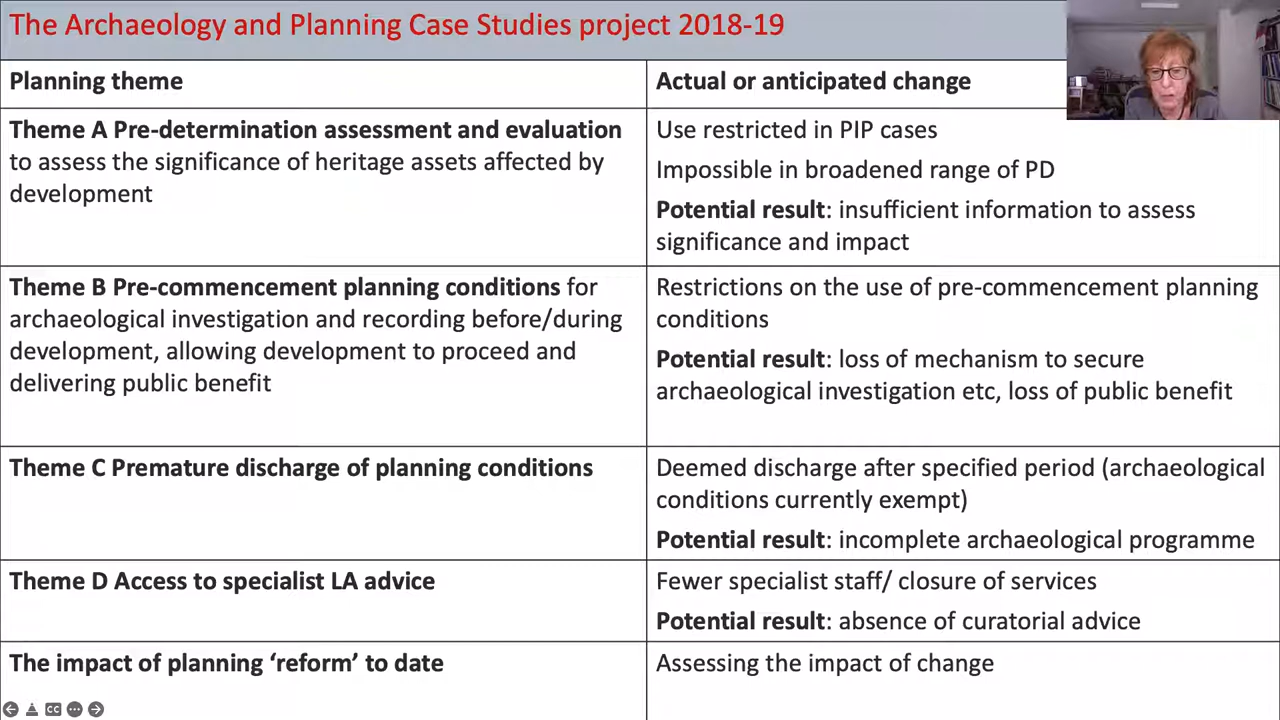 The Archaeology and Planning Case Studies project 2018-19
Planning theme
Actual or anticipated change
Theme A Pre-determination assessment and evaluation
to assess the significance of heritage assets affected by
development
Use restricted in PIP cases
Impossible in broadened range of PD
Potential result: insufficient information to assess
significance and impact
Theme B Pre-commencement planning conditions for
archaeological investigation and recording before/during
development, allowing development to proceed and
delivering public benefit
Restrictions on the use of pre-commencement planning
conditions
Potential result: loss of mechanism to secure
archaeological investigation etc, loss of public benefit
Theme C Premature discharge of planning conditions
Deemed discharge after specified period (archaeological
conditions currently exempt)
Potential result: incomplete archaeological programme
Theme D Access to specialist LA advice
Fewer specialist staff/ closure of services
Potential result: absence of curatorial advice
The impact of planning ‘reform’ to date
Assessing the impact of change
CC